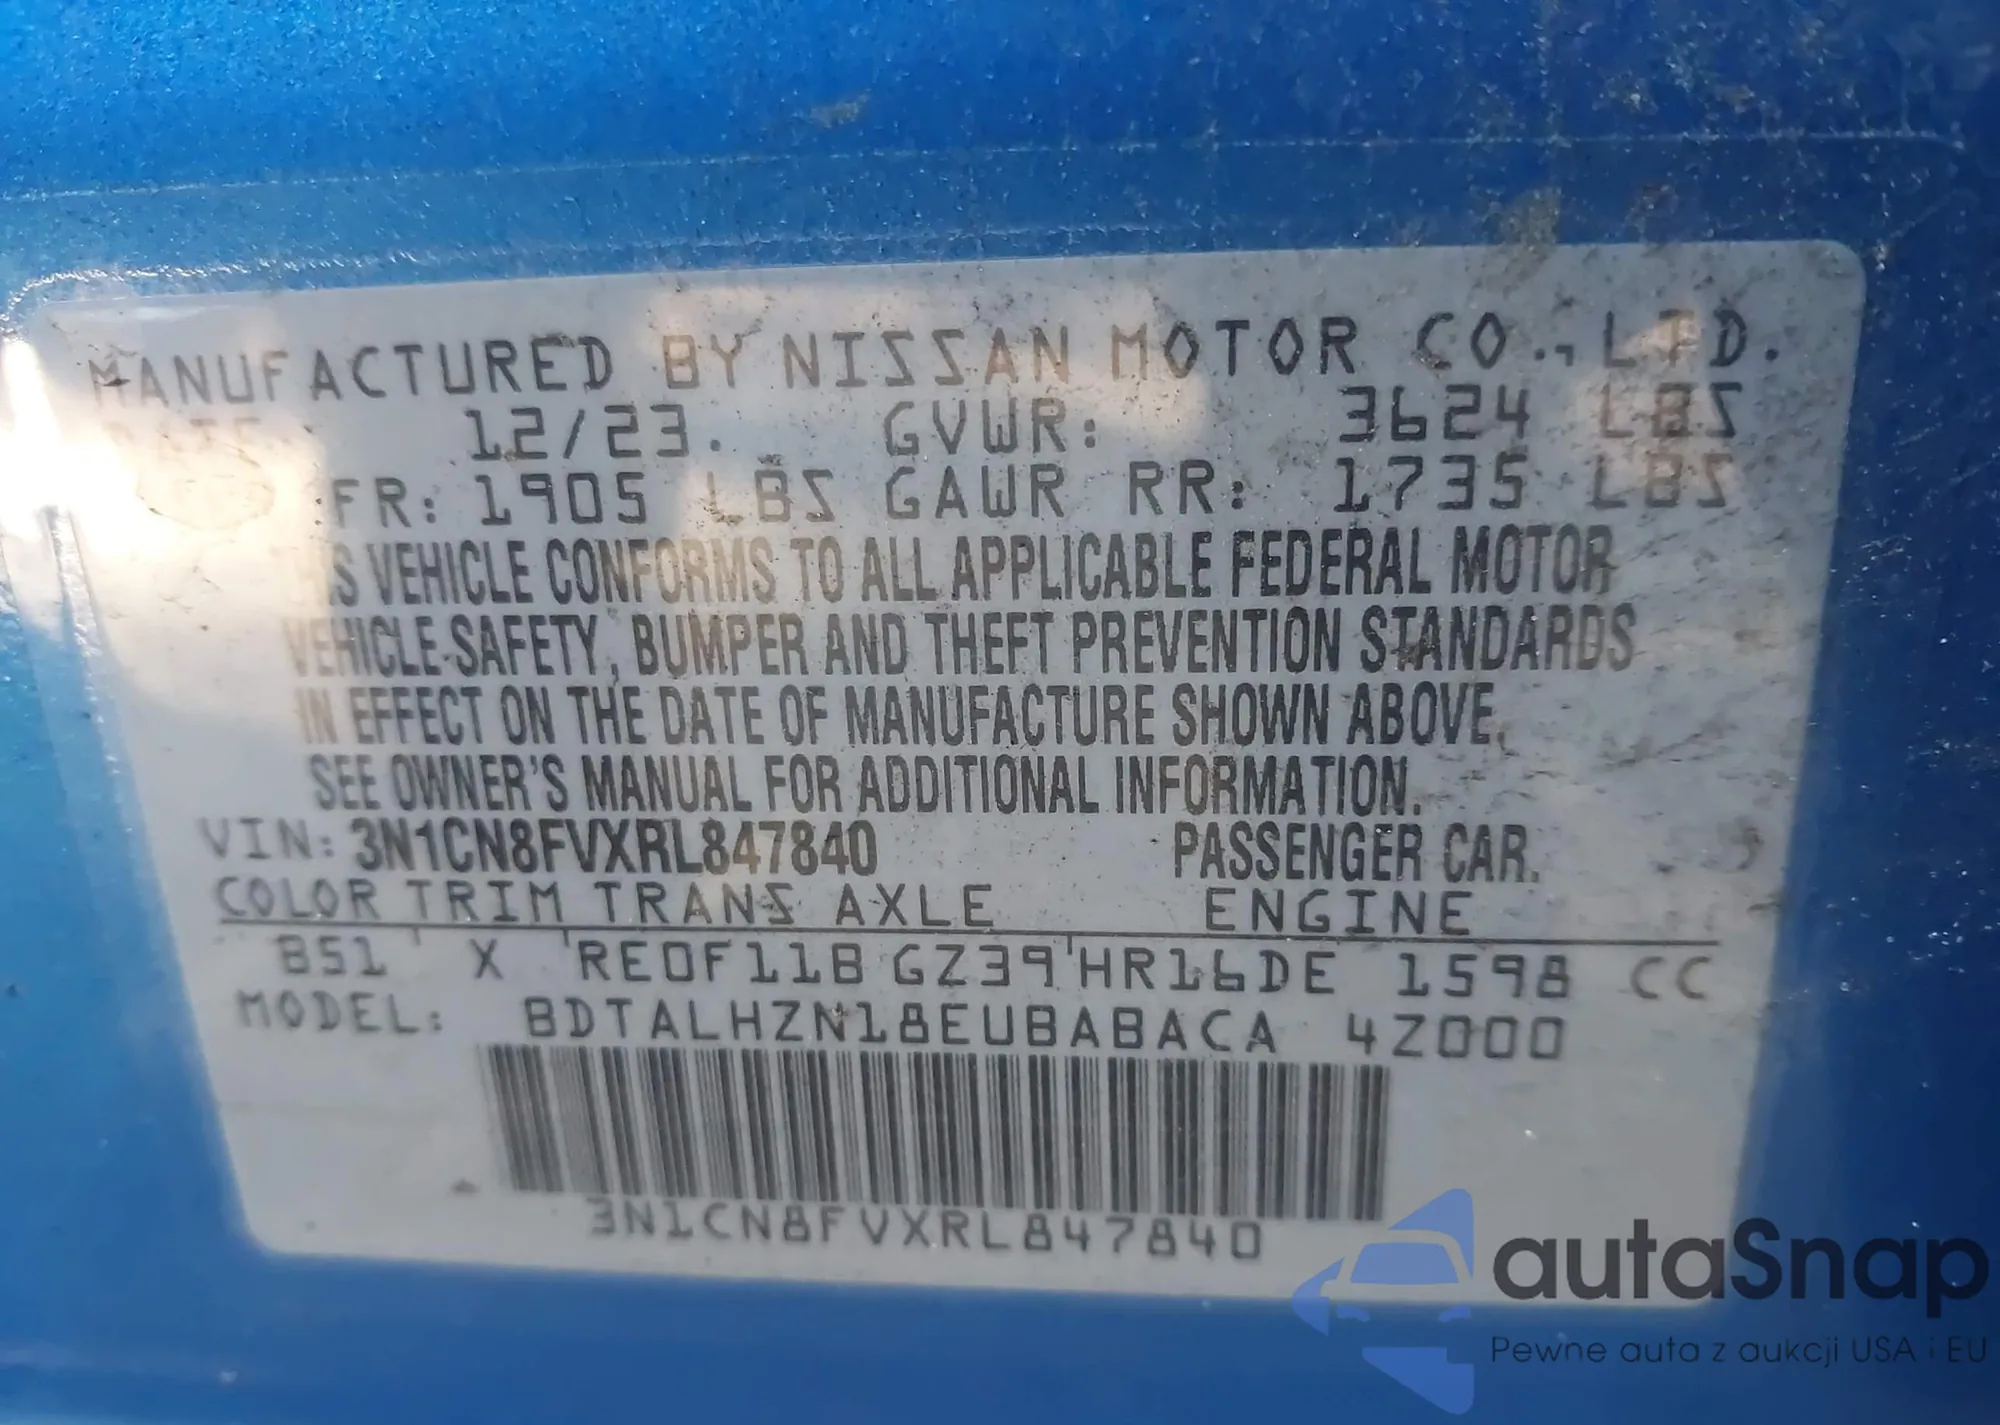 MANUFACTURED BY NISSAN MOTOR CO., LTD.
DATE: 12/23. GVWR: 3624 LBS
FR: 1905 LBS GAWR RR: 1735 LBS
THIS VEHICLE CONFORMS TO ALL APPLICABLE FEDERAL MOTOR
VEHICLE SAFETY, BUMPER AND THEFT PREVENTION STANDARDS
IN EFFECT ON THE DATE OF MANUFACTURE SHOWN ABOVE.
SEE OWNER'S MANUAL FOR ADDITIONAL INFORMATION.
VIN: 3N1CN8FVXRL847840 PASSENGER CAR.
COLOR TRIM TRANS AXLE ENGINE
B51 X RE0F11B GZ39 HR16DE 1598 CC
MODEL: BDTALHZN18EUBABACA 4Z000
3N1CN8FVXRL847840
autaSnap
Pewne auta z aukcji USA i EU